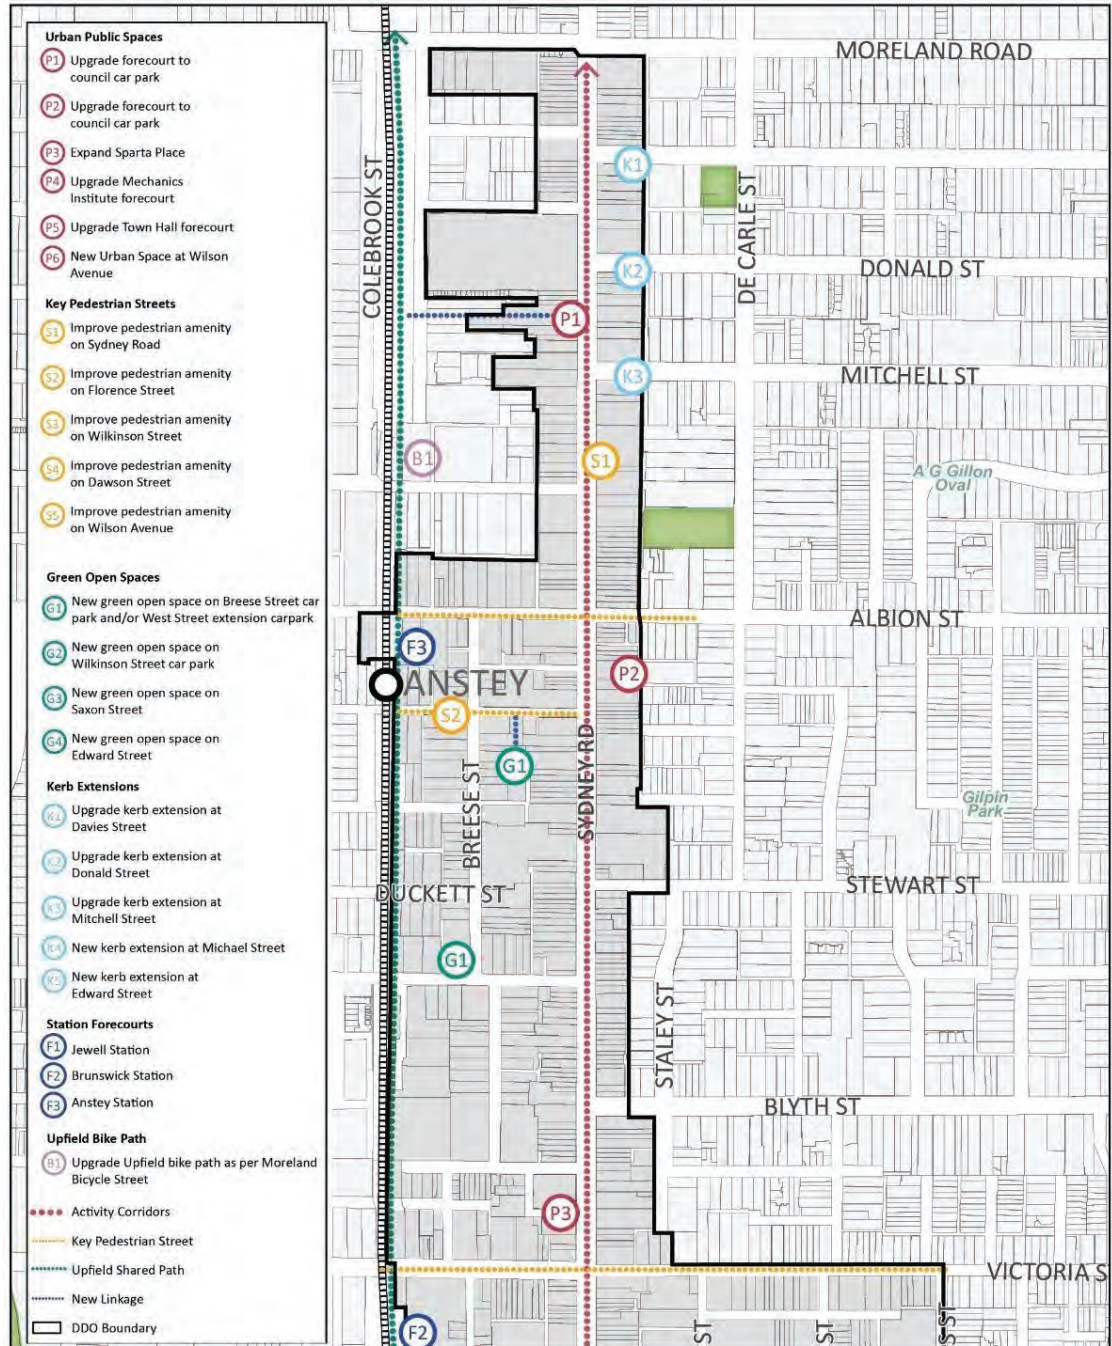 Urban Public Spaces
P1 Upgrade forecourt to
council car park
P2 Upgrade forecourt to
council car park
P3 Expand Sparta Place
P4 Upgrade Mechanics
Institute forecourt
P5 Upgrade Town Hall forecourt
P6 New Urban Space at Wilson
Avenue
Key Pedestrian Streets
S1 Improve pedestrian amenity
on Sydney Road
S2 Improve pedestrian amenity
on Florence Street
S3 Improve pedestrian amenity
on Wilkinson Street
S4 Improve pedestrian amenity
on Dawson Street
S5 Improve pedestrian amenity
on Wilson Avenue
Green Open Spaces
G1 New green open space on Breese Street car
park and/or West Street extension carpark
G2 New green open space on
Wilkinson Street car park
G3 New green open space on
Saxon Street
G4 New green open space on
Edward Street
Kerb Extensions
K1 Upgrade kerb extension at
Davies Street
K2 Upgrade kerb extension at
Donald Street
K3 Upgrade kerb extension at
Mitchell Street
K4 New kerb extension at Michael Street
K5 New kerb extension at
Edward Street
Station Forecourts
F1 Jewell Station
F2 Brunswick Station
F3 Anstey Station
Upfield Bike Path
B1 Upgrade Upfield bike path as per Moreland
Bicycle Street
Activity Corridors
Key Pedestrian Street
Upfield Shared Path
New Linkage
DDO Boundary
MORELAND ROAD
K1
COLEBROOK ST
DE CARLE ST
K2
DONALD ST
P1
K3
MITCHELL ST
B1
S1
A G Gillon
Oval
ALBION ST
F3
P2
ANSTEY
S2
G1
SYDNEY RD
BREESE ST
Gilpin
Park
DUCKETT ST
STEWART ST
G1
STALEY ST
BLYTH ST
P3
VICTORIA S
F2
ST
ST
S ST